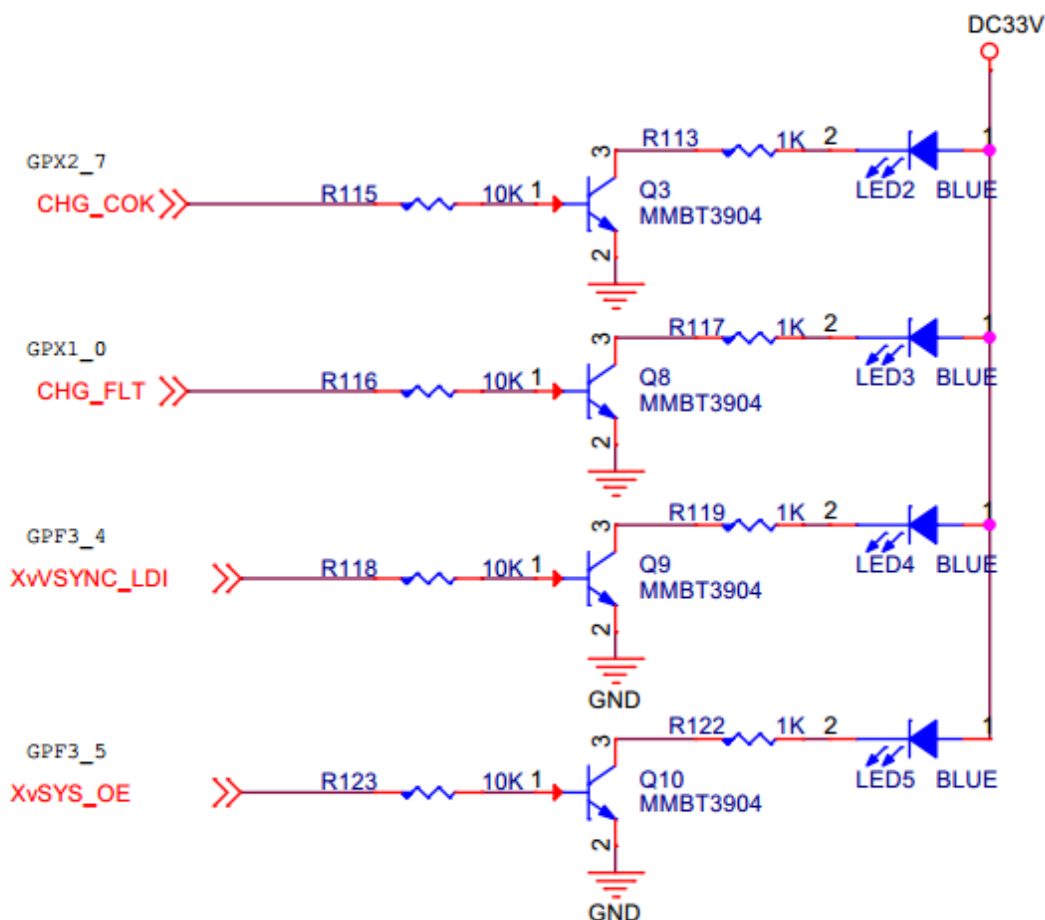 DC33V
3 R113 1K 2 1
GPX2_7
CHG_COK R115 10K 1 Q3 LED2 BLUE
MMBT3904
2
3 R117 1K 2 1
GPX1_0
CHG_FLT R116 10K 1 Q8 LED3 BLUE
MMBT3904
2
3 R119 1K 2 1
GPF3_4
XvVSYNC_LDI R118 10K 1 Q9 LED4 BLUE
MMBT3904
2
GND
3 R122 1K 2 1
GPF3_5
XvSYS_OE R123 10K 1 Q10 LED5 BLUE
MMBT3904
2
GND